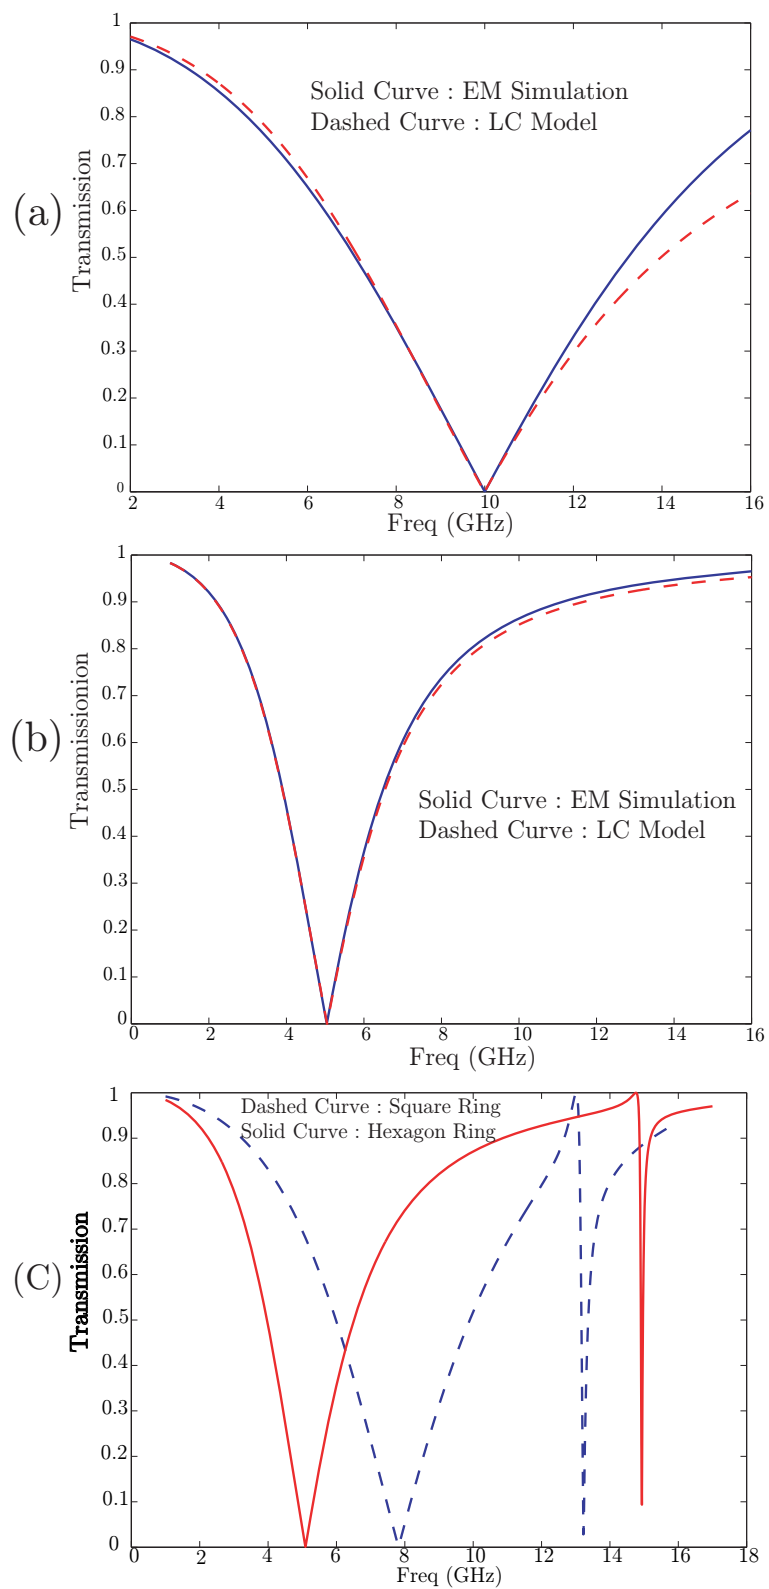 1
0.9
0.8
0.7
0.6
0.5
0.4
0.3
0.2
0.1
0
(a)
Transmission
Solid Curve : EM Simulation
Dashed Curve : LC Model
2 4 6 8 10 12 14 16
Freq (GHz)
1
0.9
0.8
0.7
0.6
0.5
0.4
0.3
0.2
0.1
0
(b)
Transmissionion
Solid Curve : EM Simulation
Dashed Curve : LC Model
0 2 4 6 8 10 12 14 16
Freq (GHz)
1
0.9
0.8
0.7
0.6
0.5
0.4
0.3
0.2
0.1
0
(C)
Transmission
Dashed Curve : Square Ring
Solid Curve : Hexagon Ring
0 2 4 6 8 10 12 14 16 18
Freq (GHz)